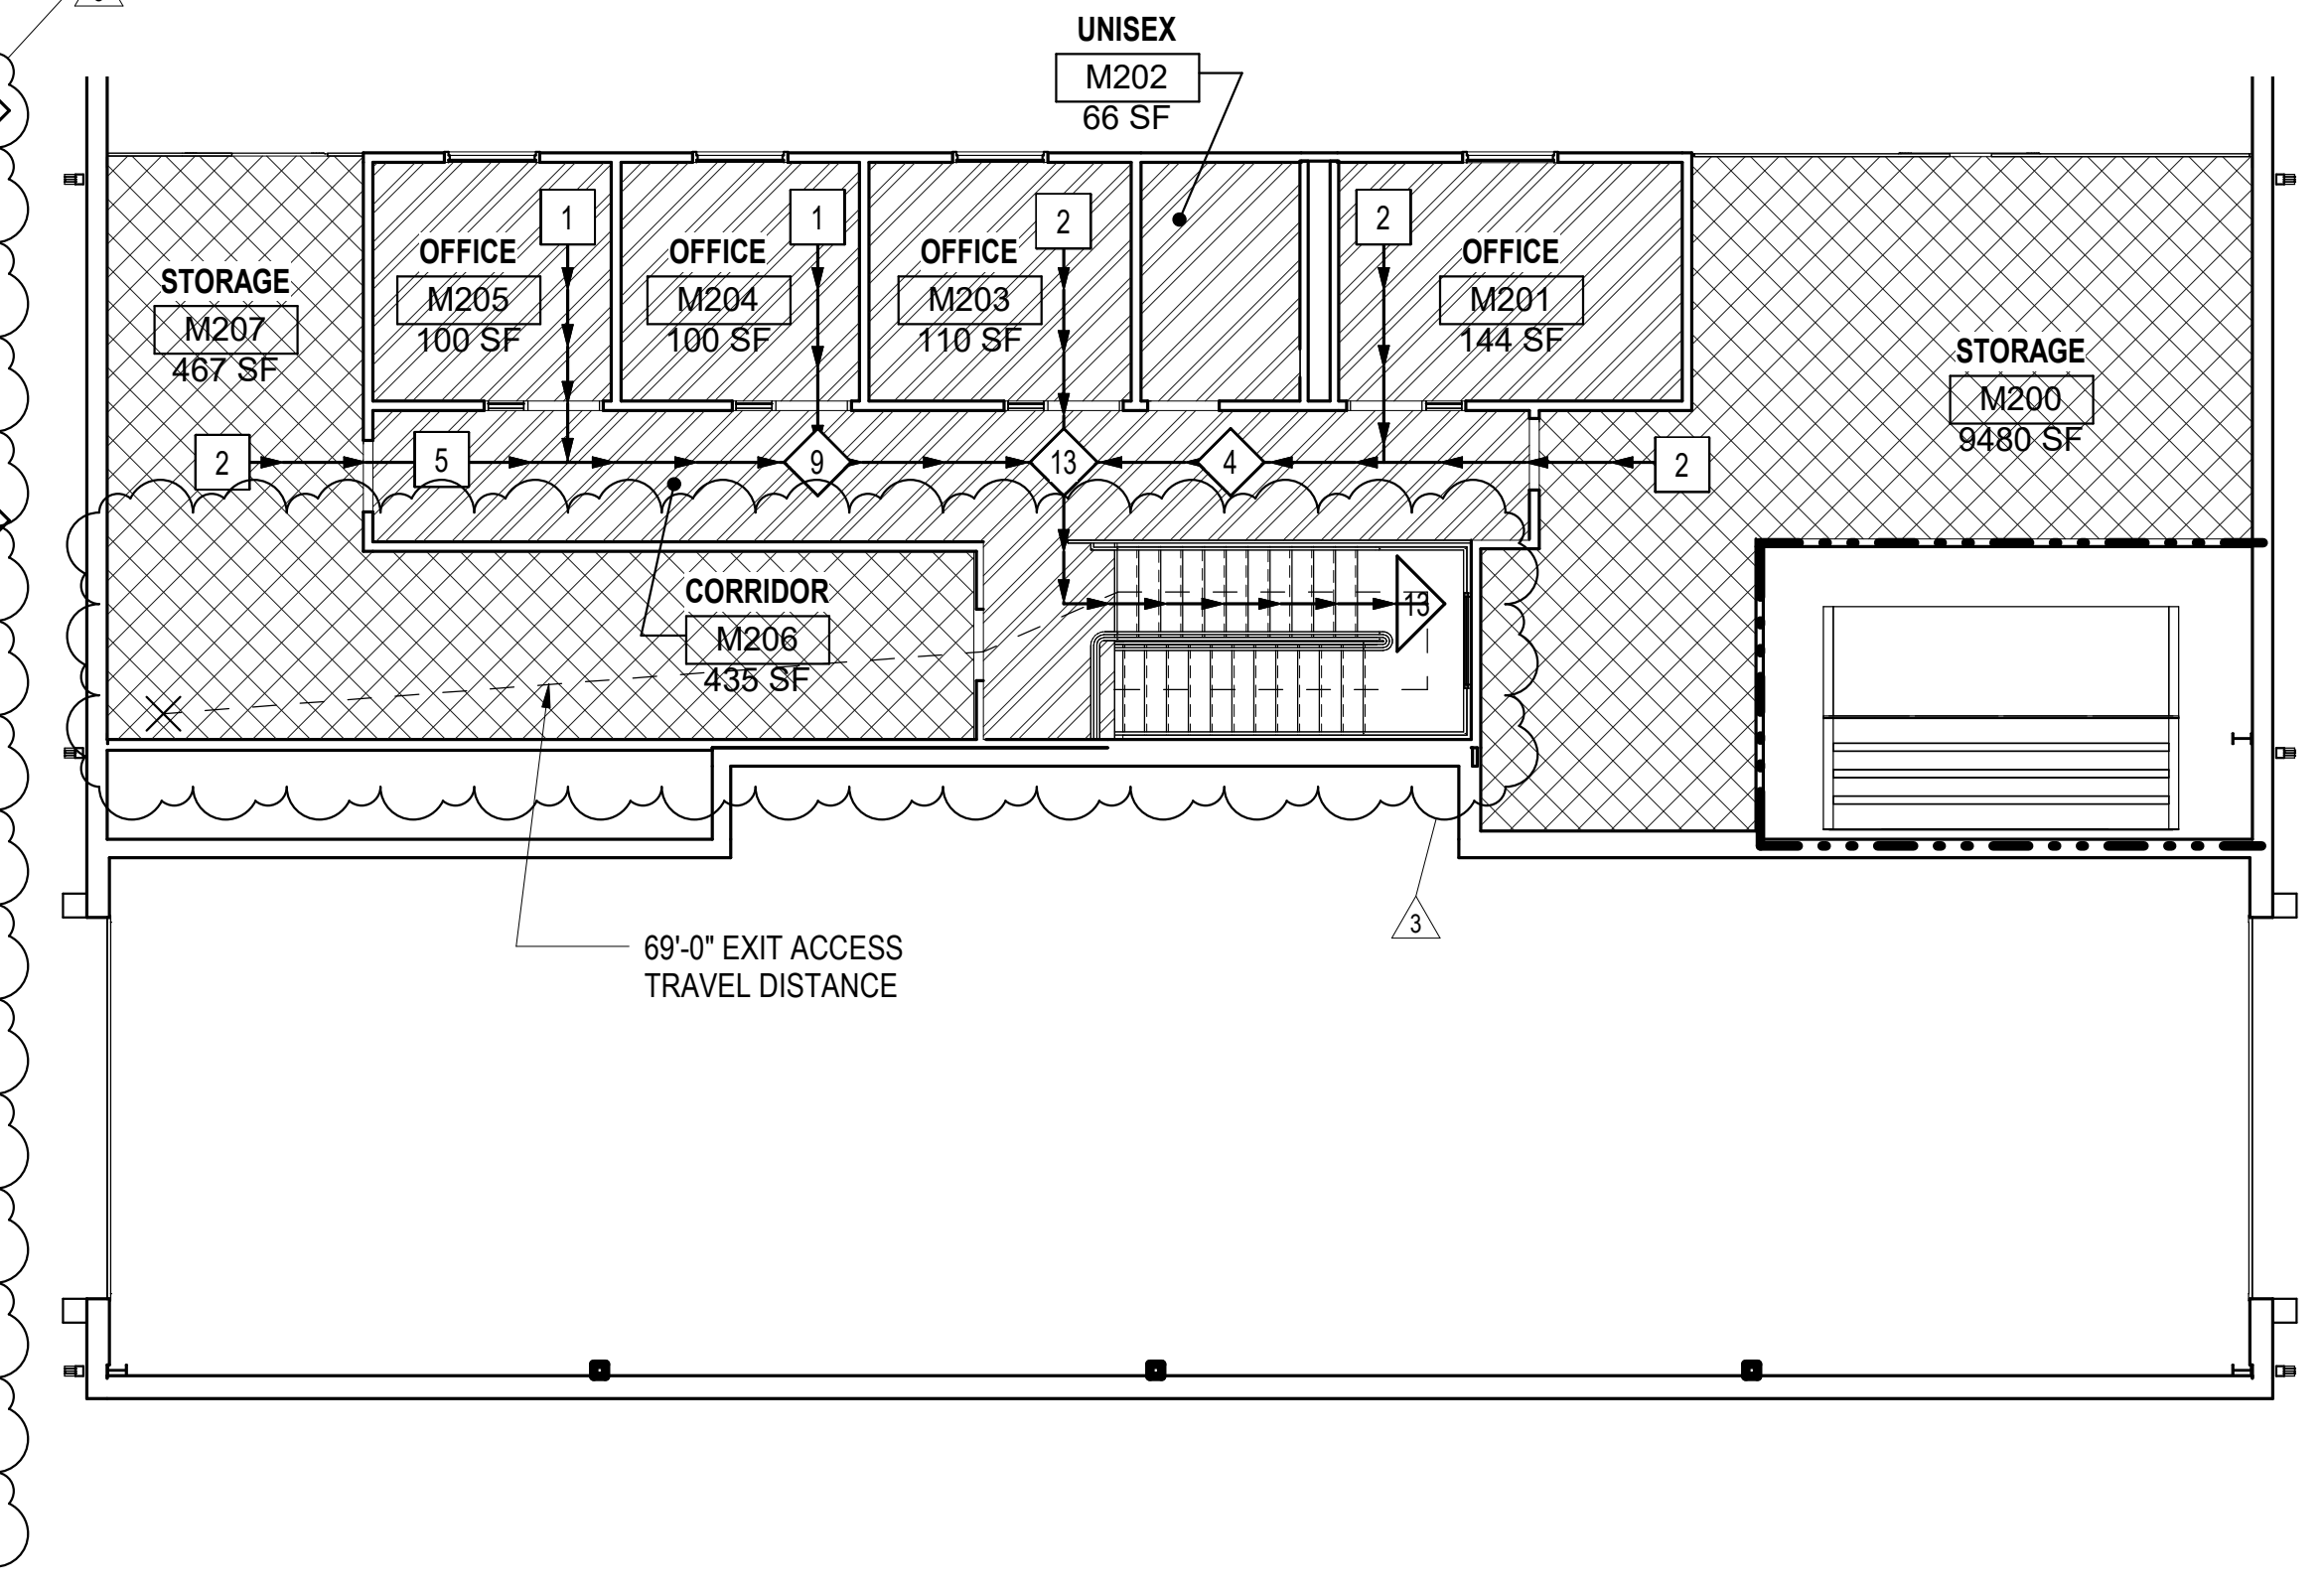 UNISEX
M202
66 SF
1
1
2
2
OFFICE
M205
100 SF
OFFICE
M204
100 SF
OFFICE
M203
110 SF
OFFICE
M201
144 SF
STORAGE
M207
467 SF
STORAGE
M200
9480 SF
2
5
9
13
4
2
CORRIDOR
M206
435 SF
13
3
69'-0" EXIT ACCESS
TRAVEL DISTANCE